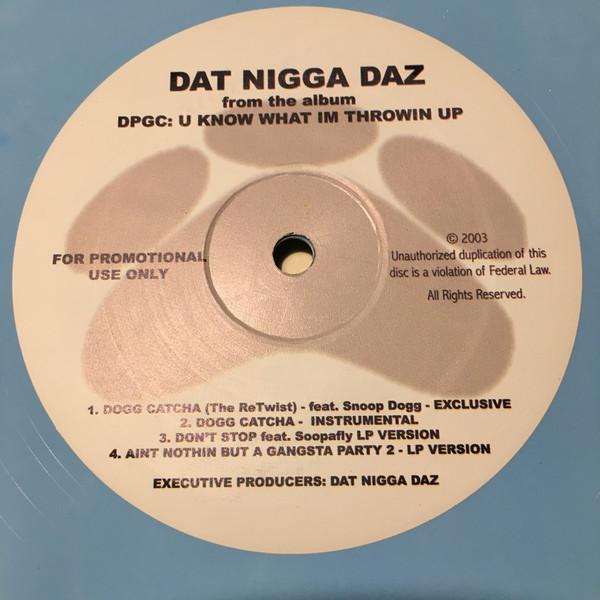 DAT NIGGA DAZ
from the album
DPGC: U KNOW WHAT IM THROWIN UP
FOR PROMOTIONAL
USE ONLY
© 2003
Unauthorized duplication of this
disc is a violation of Federal Law.
All Rights Reserved.
1. DOGG CATCHA (The ReTwist) - feat. Snoop Dogg - EXCLUSIVE
2. DOGG CATCHA - INSTRUMENTAL
3. DON'T STOP feat. Soopafly LP VERSION
4. AINT NOTHIN BUT A GANGSTA PARTY 2 - LP VERSION
EXECUTIVE PRODUCERS: DAT NIGGA DAZ